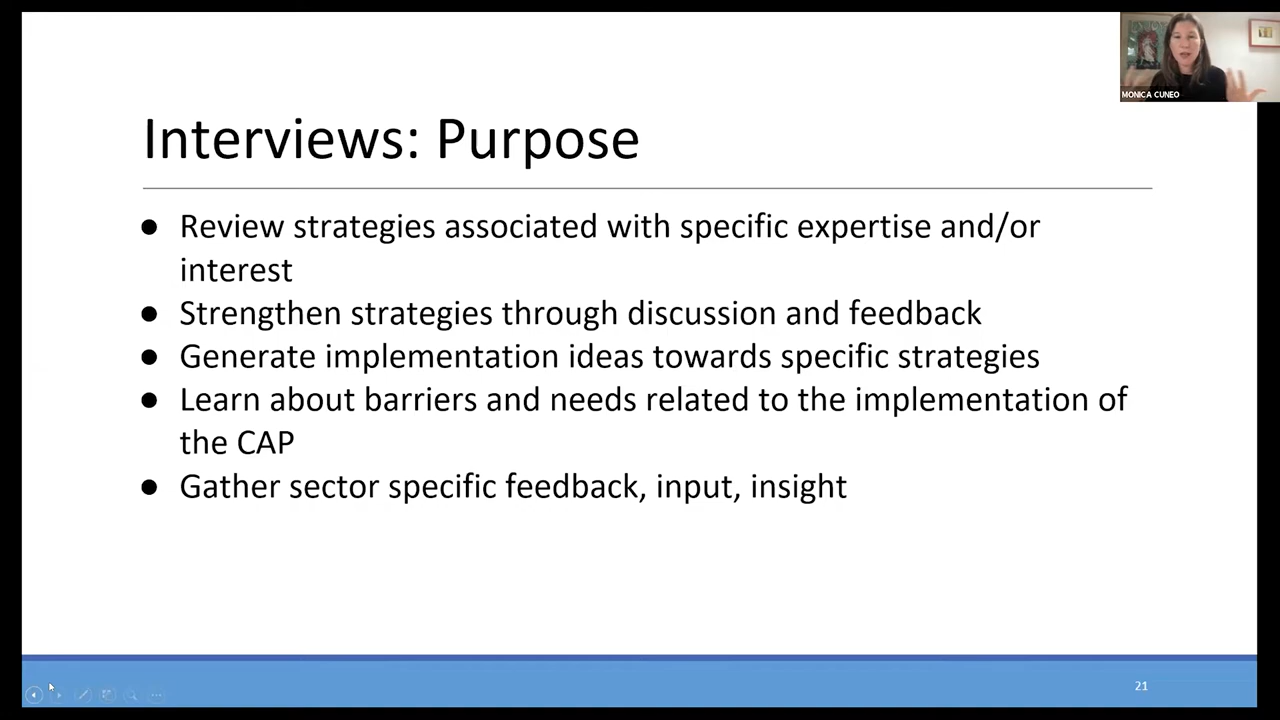 MONICA CUNEO
Interviews: Purpose
● Review strategies associated with specific expertise and/or
interest
● Strengthen strategies through discussion and feedback
● Generate implementation ideas towards specific strategies
● Learn about barriers and needs related to the implementation of
the CAP
● Gather sector specific feedback, input, insight
21